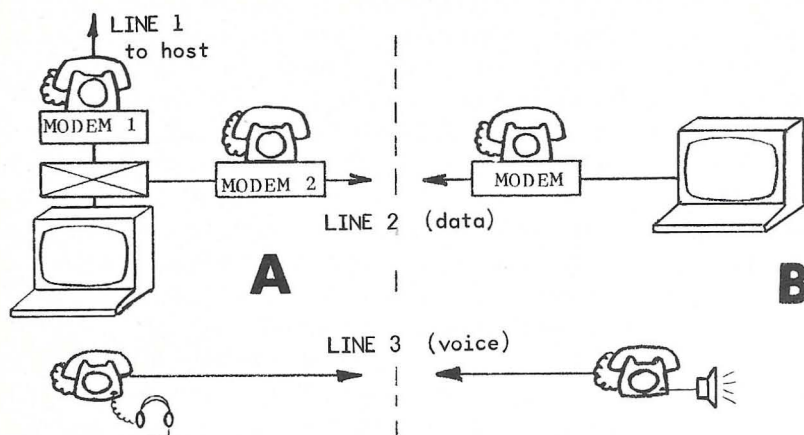 LINE 1
to host
MODEM 1
MODEM 2
MODEM
LINE 2 (data)
A
B
LINE 3 (voice)